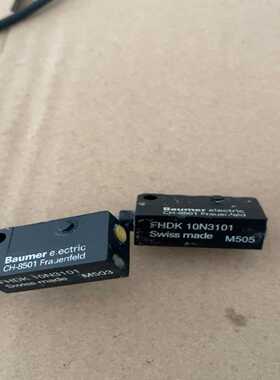 Baumer electric
CH-8501 Frauenfeld
FHDK 10N3101
Swiss made M505
Baumer electric
CH-8501 Frauenfeld
FHDK 10N3101
Swiss made M503